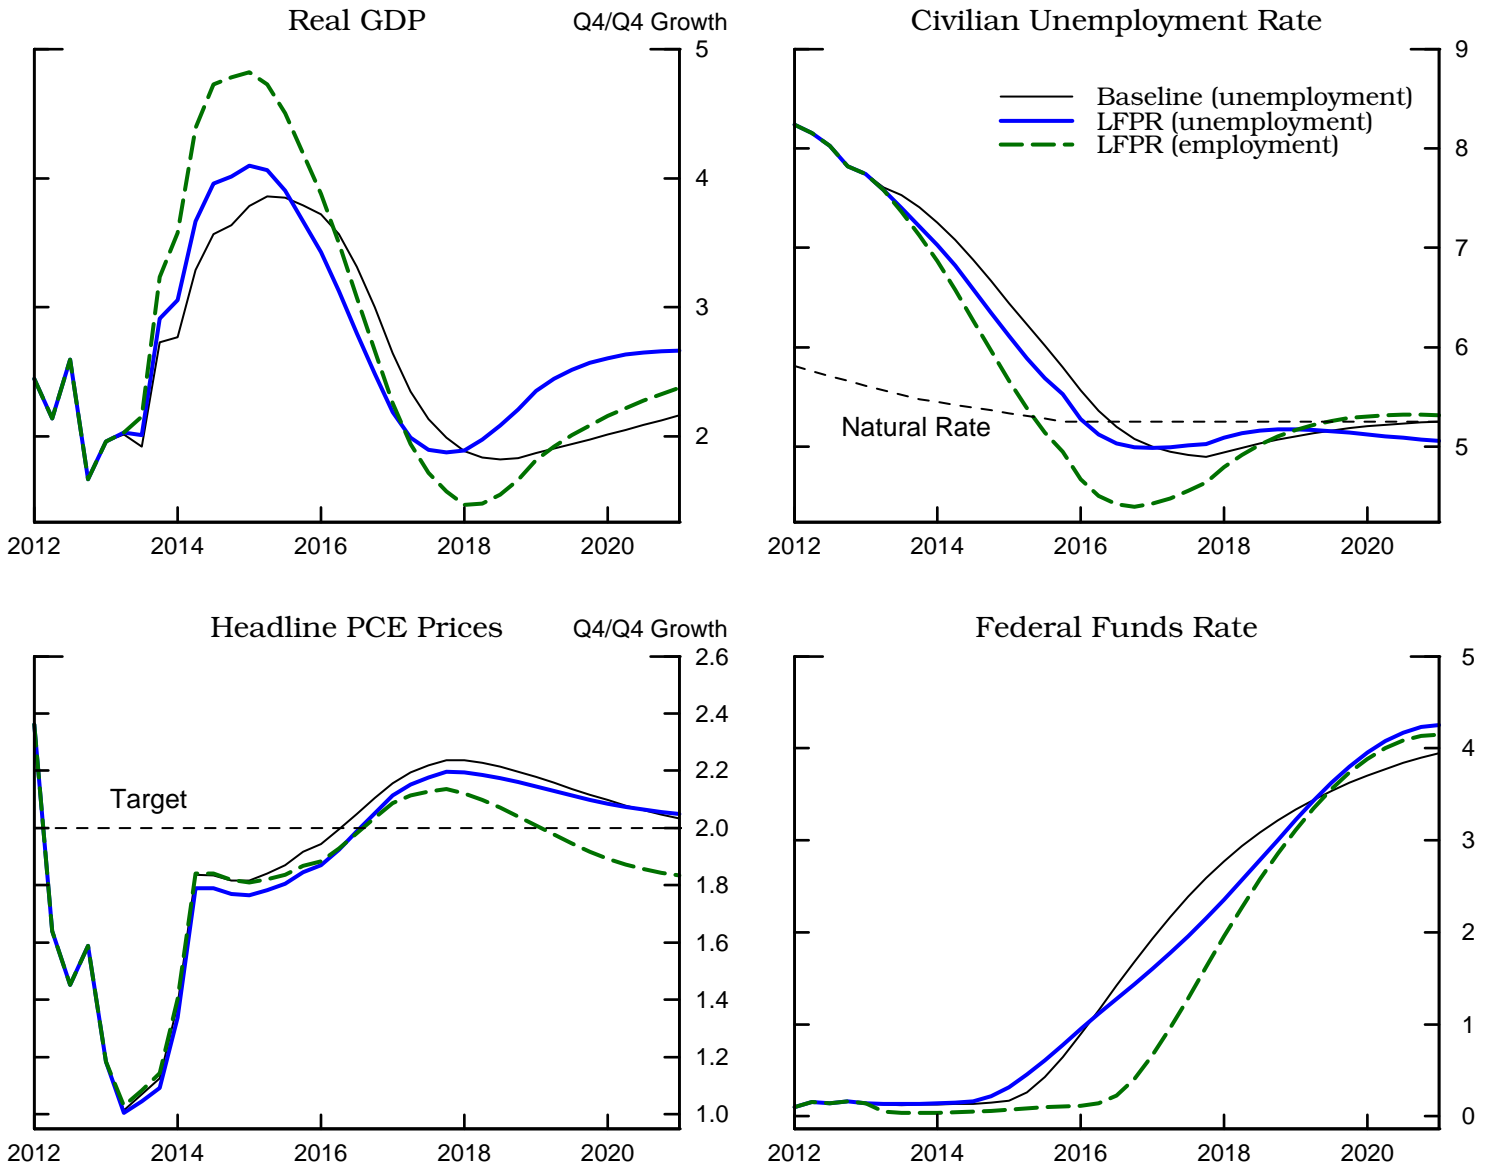 Real GDP
Q4/Q4 Growth
5
4
3
2
2012 2014 2016 2018 2020
Civilian Unemployment Rate
9
8
7
6
5
Baseline (unemployment)
LFPR (unemployment)
LFPR (employment)
Natural Rate
2012 2014 2016 2018 2020
Headline PCE Prices
Q4/Q4 Growth
2.6
2.4
2.2
2.0
1.8
1.6
1.4
1.2
1.0
Target
2012 2014 2016 2018 2020
Federal Funds Rate
5
4
3
2
1
0
2012 2014 2016 2018 2020